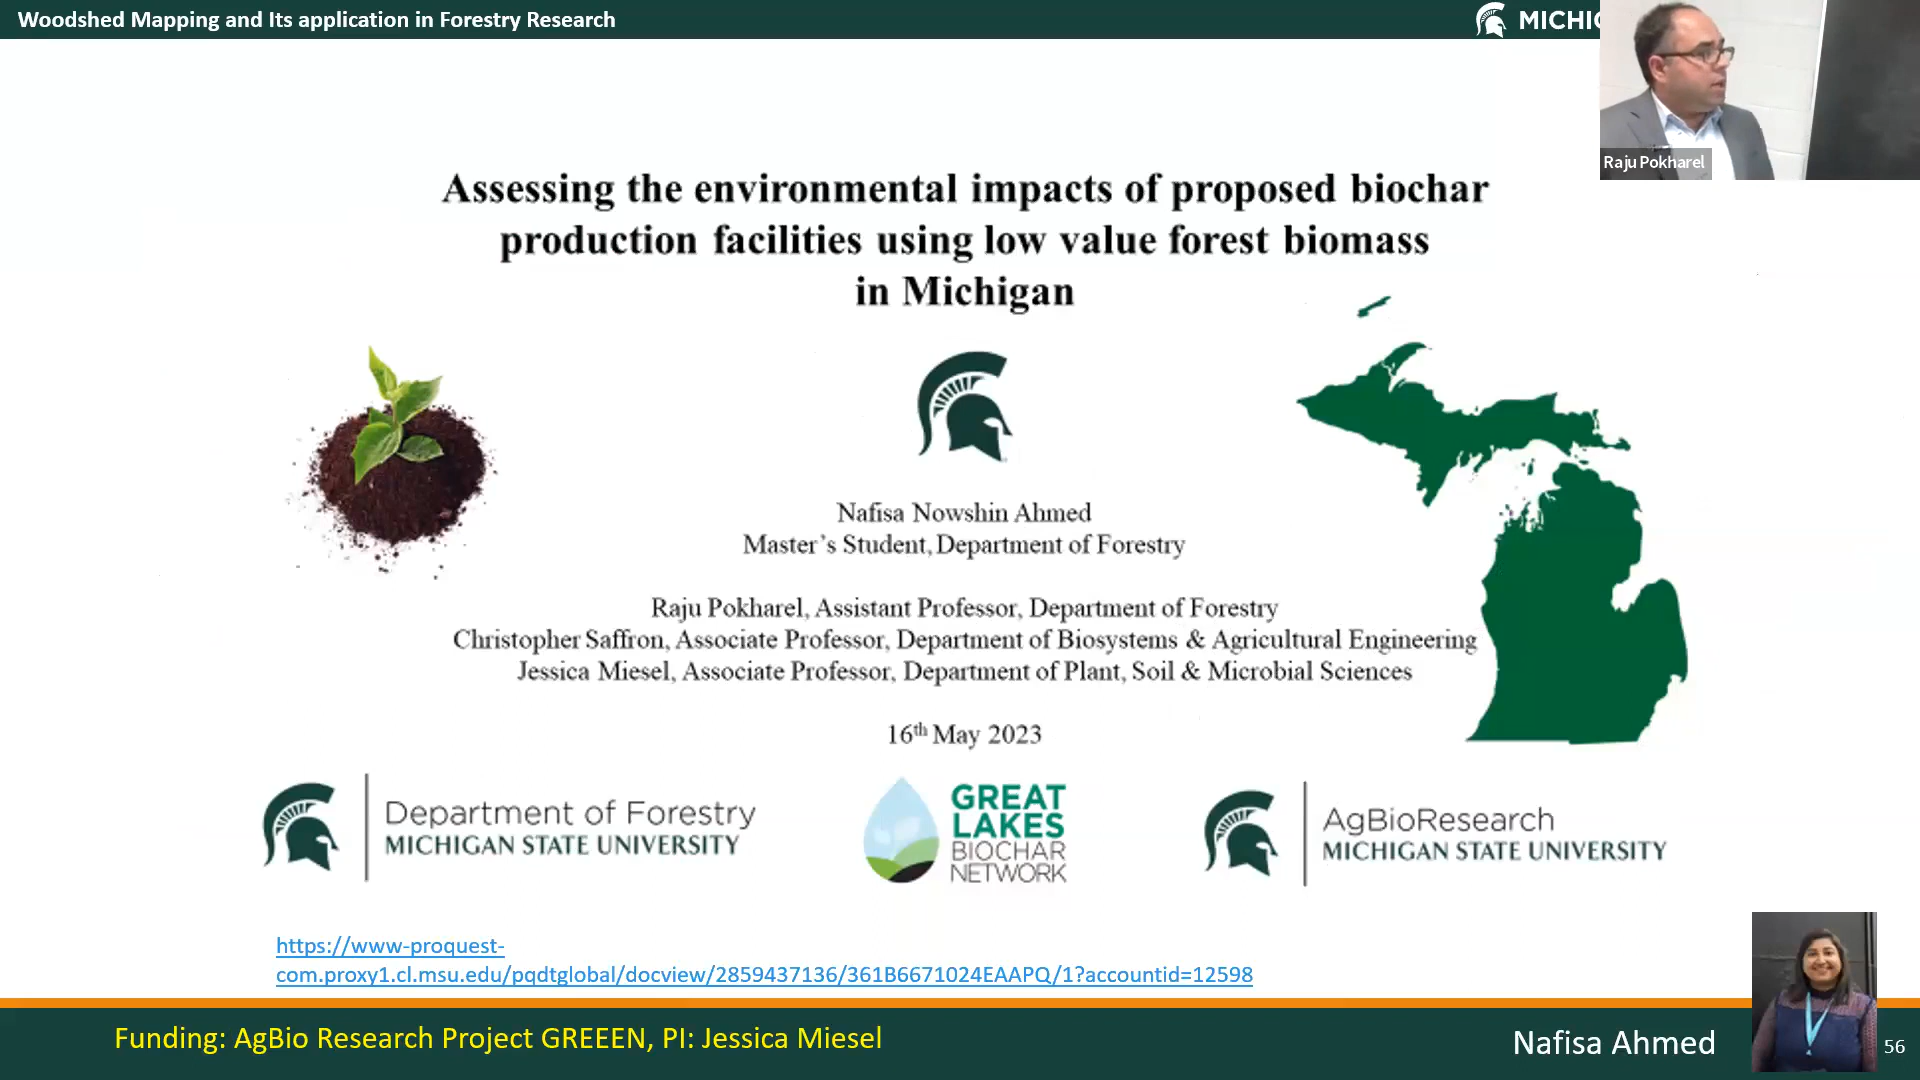 Woodshed Mapping and Its application in Forestry Research
Raju Pokharel
Assessing the environmental impacts of proposed biochar
production facilities using low value forest biomass
in Michigan
Nafisa Nowshin Ahmed
Master's Student, Department of Forestry
Raju Pokharel, Assistant Professor, Department of Forestry
Christopher Saffron, Associate Professor, Department of Biosystems & Agricultural Engineering
Jessica Miesel, Associate Professor, Department of Plant, Soil & Microbial Sciences
16th May 2023
Department of Forestry
MICHIGAN STATE UNIVERSITY
GREAT
LAKES
BIOCHAR
NETWORK
AgBioResearch
MICHIGAN STATE UNIVERSITY
https://www-proquest-
com.proxy1.cl.msu.edu/pqdtglobal/docview/2859437136/361B6671024EAAPQ/1?accountid=12598
Funding: AgBio Research Project GREEEN, PI: Jessica Miesel
Nafisa Ahmed
56